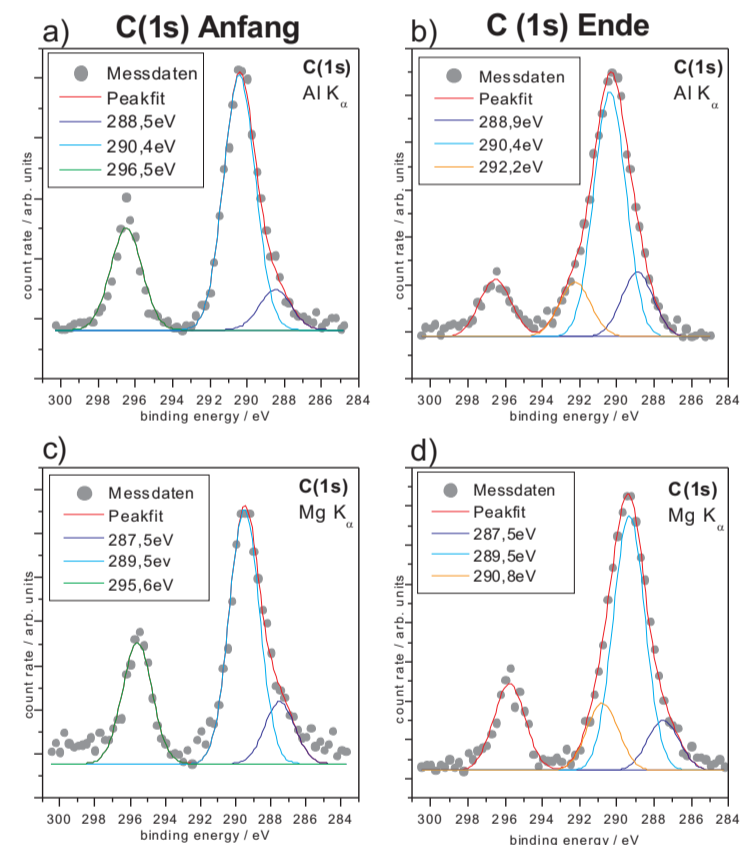 C(1s) Anfang
C (1s) Ende
a)
Messdaten
Peakfit
288,5eV
290,4eV
296,5eV
C(1s)
Al Kα
count rate / arb. units
300 298 296 294 292 290 288 286 284
binding energy / eV
b)
Messdaten
Peakfit
288,9eV
290,4eV
292,2eV
C(1s)
Al Kα
count rate / arb. units
300 298 296 294 292 290 288 286 284
binding energy / eV
c)
Messdaten
Peakfit
287,5eV
289,5ev
295,6eV
C(1s)
Mg Kα
count rate / arb. units
300 298 296 294 292 290 288 286 284
binding energy / eV
d)
Messdaten
Peakfit
287,5eV
289,5eV
290,8eV
C(1s)
Mg Kα
count rate / arb. units
300 298 296 294 292 290 288 286 284
binding energy / eV